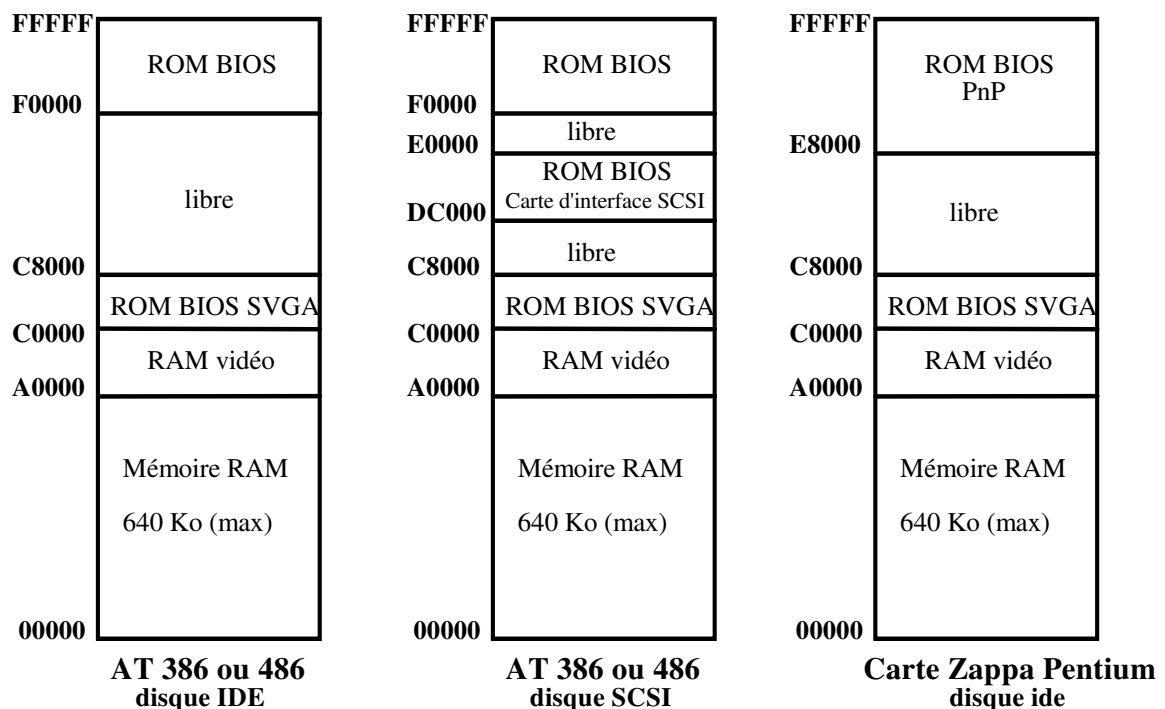 FFFFF
ROM BIOS
F0000
libre
C8000
ROM BIOS SVGA
C0000
RAM vidéo
A0000
Mémoire RAM
640 Ko (max)
00000
AT 386 ou 486
disque IDE
FFFFF
ROM BIOS
F0000
libre
E0000
ROM BIOS
Carte d'interface SCSI
DC000
libre
C8000
ROM BIOS SVGA
C0000
RAM vidéo
A0000
Mémoire RAM
640 Ko (max)
00000
AT 386 ou 486
disque SCSI
FFFFF
ROM BIOS
PnP
E8000
libre
C8000
ROM BIOS SVGA
C0000
RAM vidéo
A0000
Mémoire RAM
640 Ko (max)
00000
Carte Zappa Pentium
disque ide